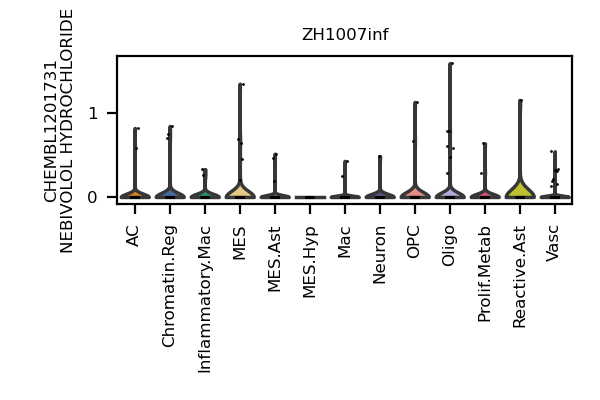 ZH1007inf
CHEMBL1201731
NEBIVOLOL HYDROCHLORIDE
1
0
AC
Chromatin.Reg
Inflammatory.Mac
MES
MES.Ast
MES.Hyp
Mac
Neuron
OPC
Oligo
Prolif.Metab
Reactive.Ast
Vasc